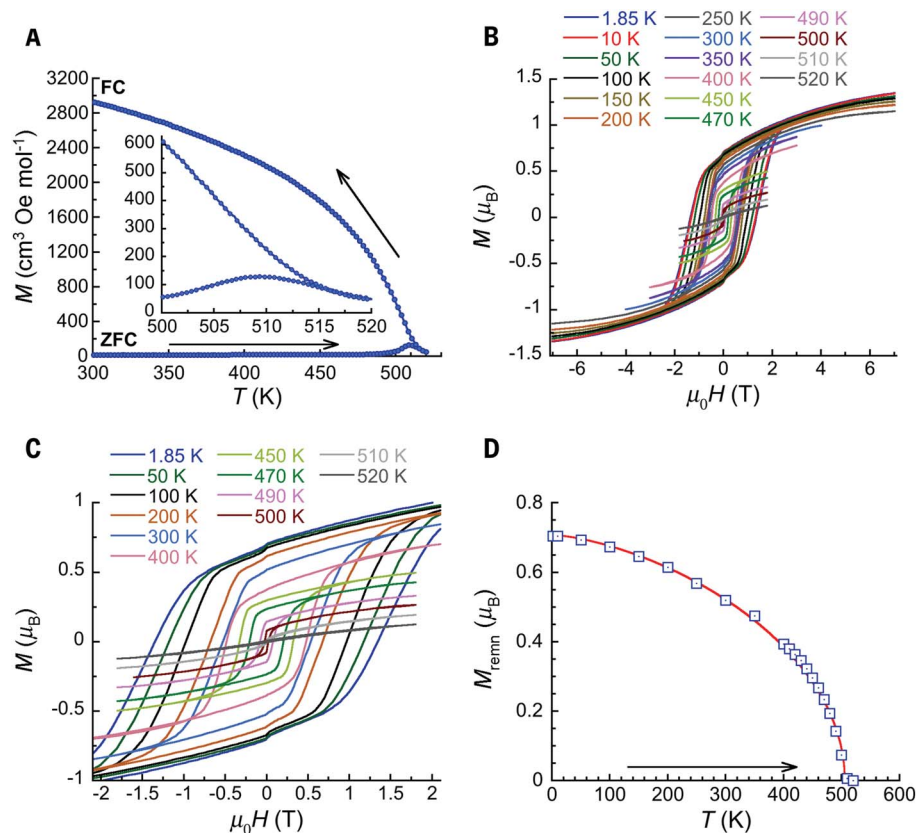 A
3200
2800
2400
2000
1600
1200
800
400
0
FC
ZFC
M (cm³ Oe mol⁻¹)
600
500
400
300
200
100
0
500 505 510 515 520
300 350 400 450 500
T (K)
B
1.85 K 250 K 490 K
10 K 300 K 500 K
50 K 350 K 510 K
100 K 400 K 520 K
150 K 450 K
200 K 470 K
1.5
1
0.5
0
-0.5
-1
-1.5
M (μB)
-6 -4 -2 0 2 4 6
μ₀H (T)
C
1.85 K 450 K 510 K
50 K 470 K 520 K
100 K 490 K
200 K 500 K
300 K
400 K
1
0.5
0
-0.5
-1
M (μB)
-2 -1.5 -1 -0.5 0 0.5 1 1.5 2
μ₀H (T)
D
0.8
0.6
0.4
0.2
0
Mremn (μB)
0 100 200 300 400 500 600
T (K)